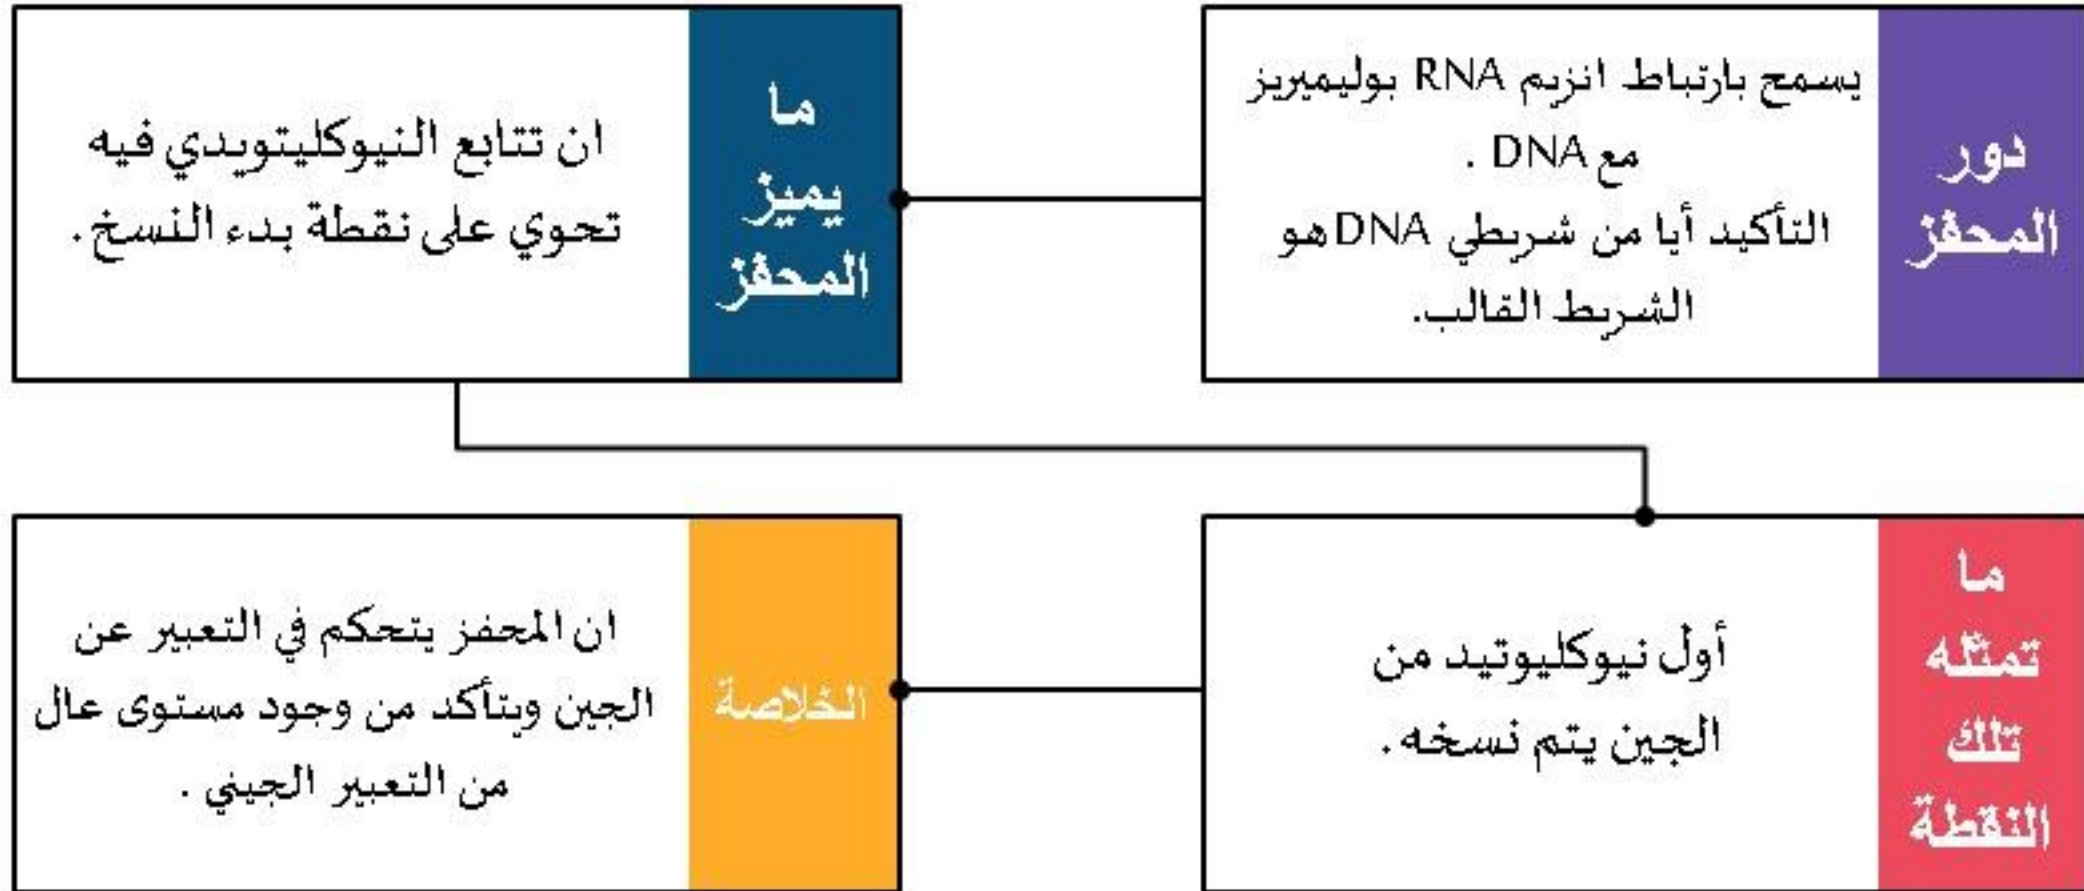 دور
المحفز
يسمح بارتباط انزيم RNA بوليميريز
مع DNA .
التأكيد أيا من شريطي DNA هو
الشريط القالب.
ما
يميز
المحفز
ان تتابع النيوكليتويدي فيه
تحوي على نقطة بدء النسخ.
ما
تمثله
تلك
النقطة
أول نيوكليوتيد من
الجين يتم نسخه.
الخلاصة
ان المحفز يتحكم في التعبير عن
الجين ويتأكد من وجود مستوى عال
من التعبير الجيني .